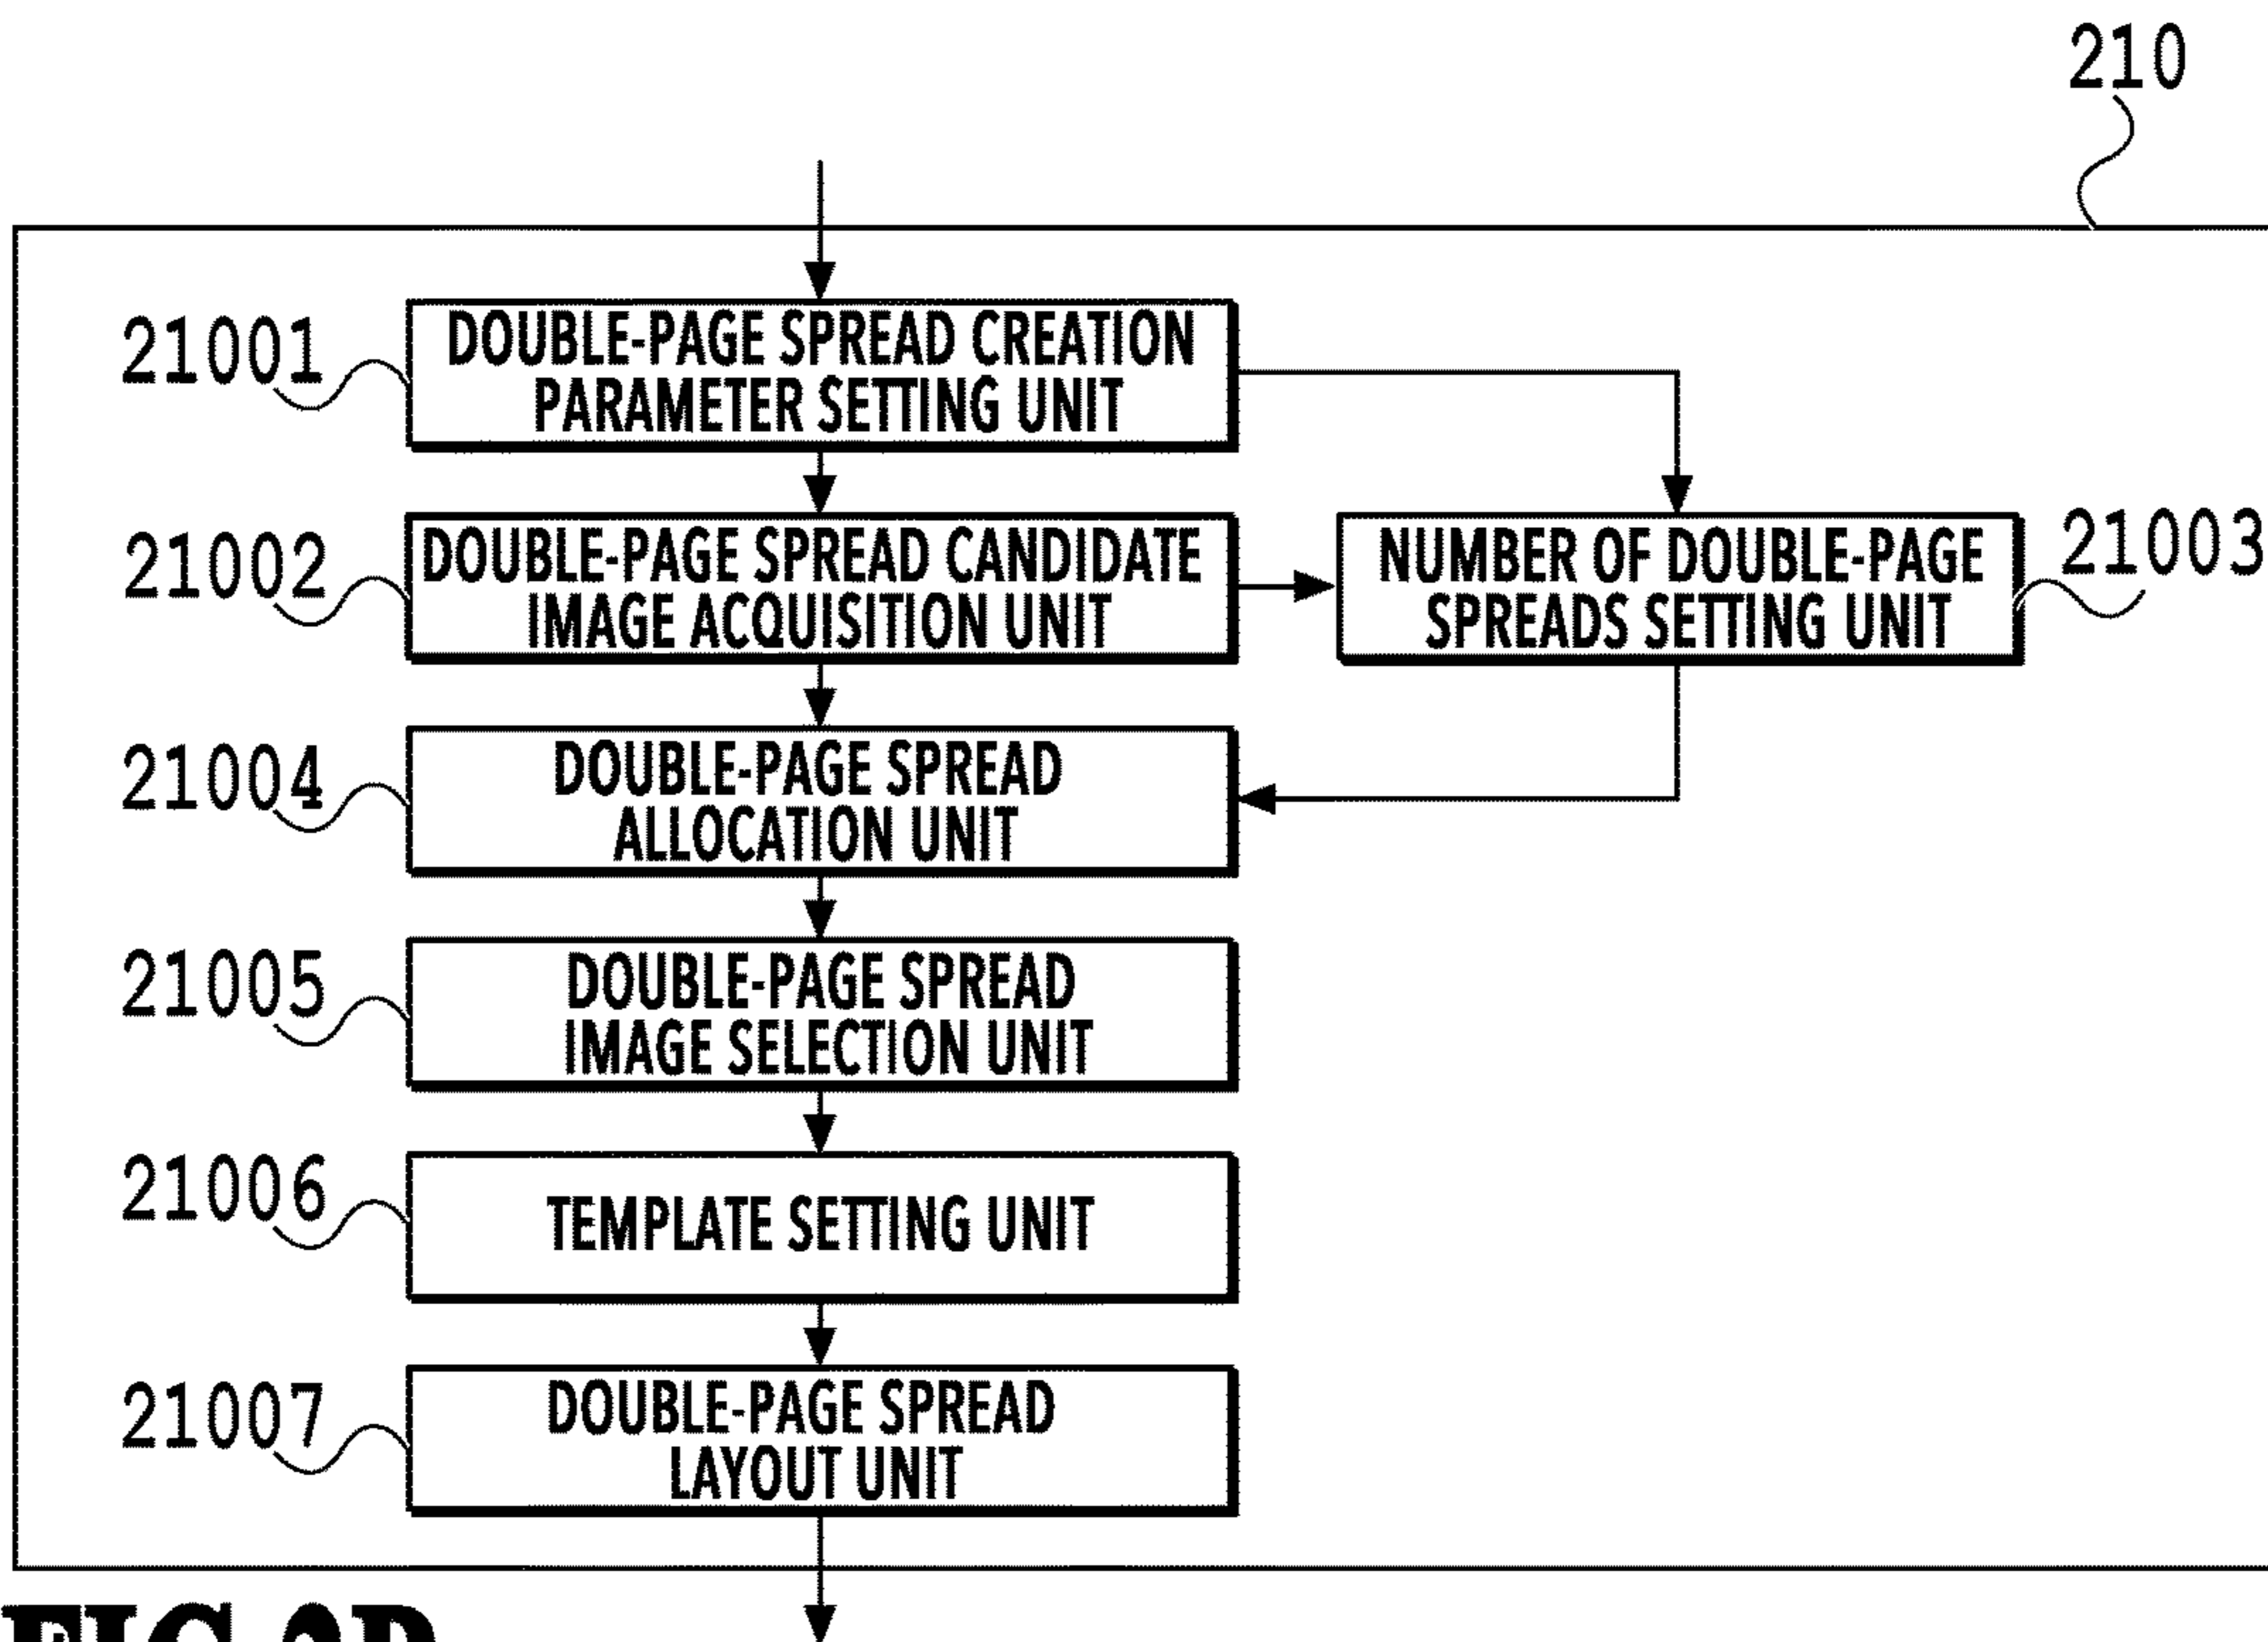 210
21001
DOUBLE-PAGE SPREAD CREATION
PARAMETER SETTING UNIT
21002
DOUBLE-PAGE SPREAD CANDIDATE
IMAGE ACQUISITION UNIT
NUMBER OF DOUBLE-PAGE
SPREADS SETTING UNIT
21003
21004
DOUBLE-PAGE SPREAD
ALLOCATION UNIT
21005
DOUBLE-PAGE SPREAD
IMAGE SELECTION UNIT
21006
TEMPLATE SETTING UNIT
21007
DOUBLE-PAGE SPREAD
LAYOUT UNIT